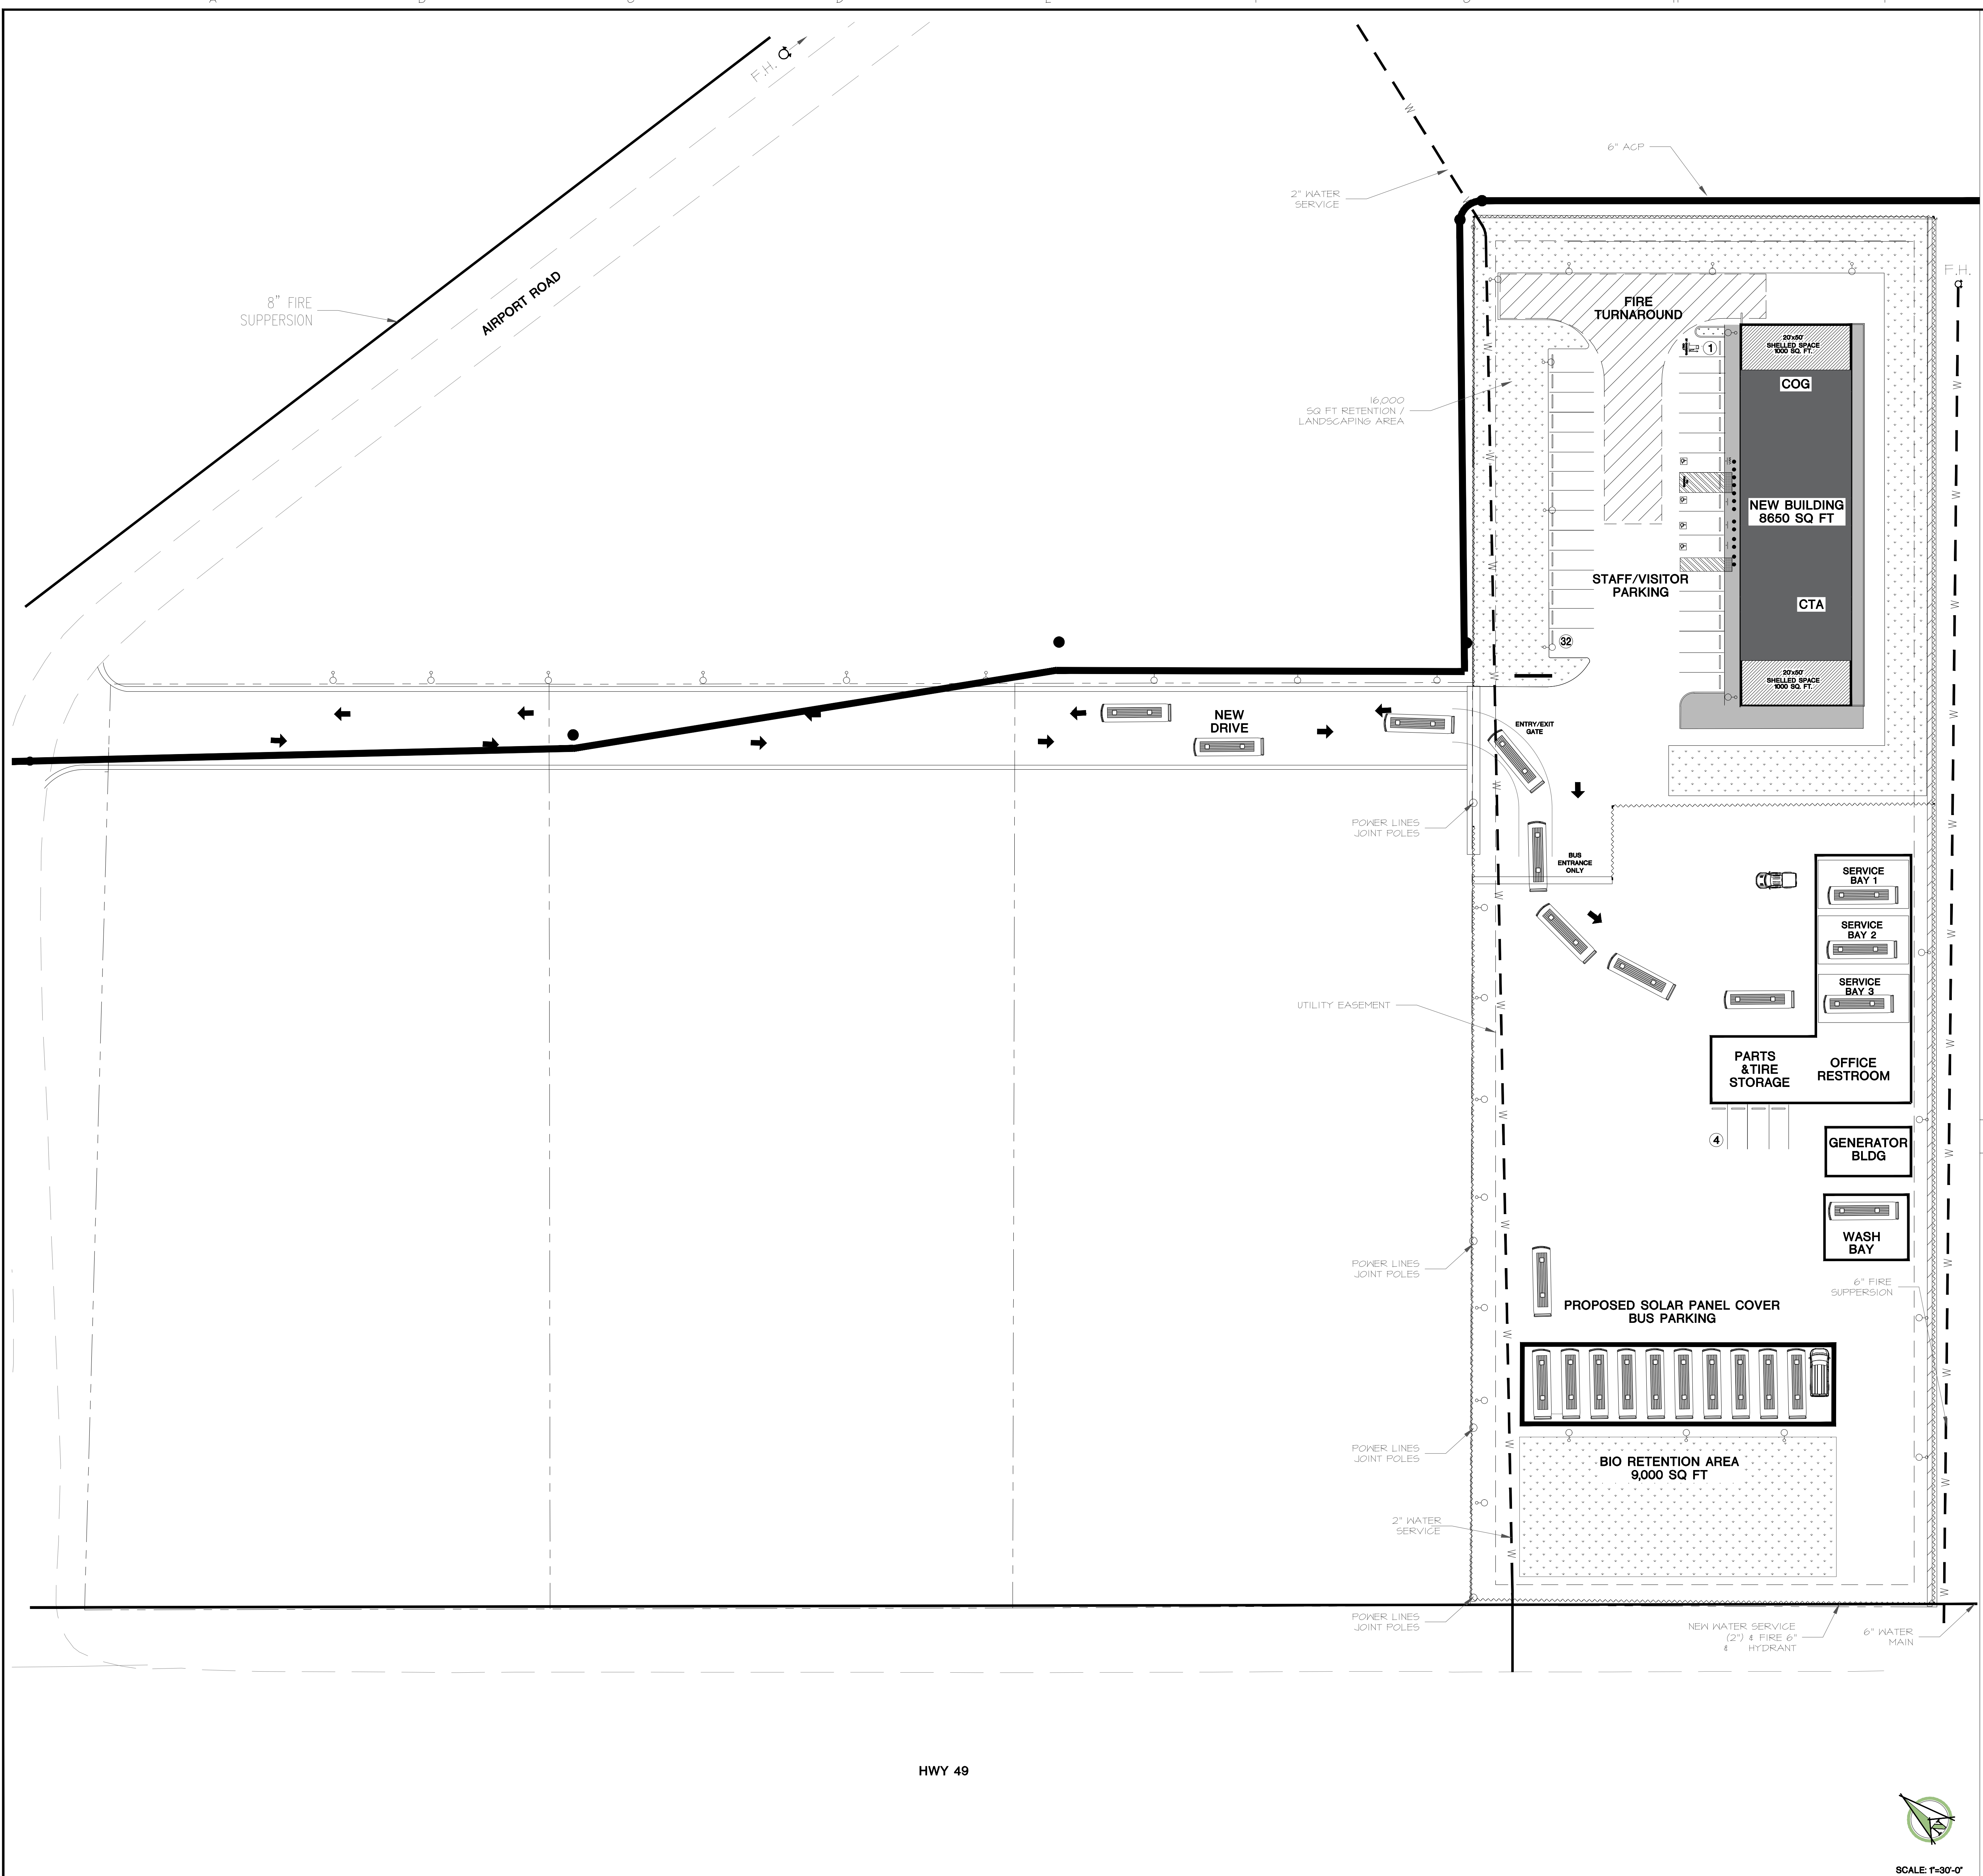 F.H.
6" ACP
2" WATER
SERVICE
F.H.
8" FIRE
SUPPERSION
AIRPORT ROAD
FIRE
TURNAROUND
1
20'x50'
SHELLED SPACE
1000 SQ. FT.
COG
16,000
SQ FT RETENTION /
LANDSCAPING AREA
NEW BUILDING
8650 SQ FT
STAFF/VISITOR
PARKING
CTA
32
20'x50'
SHELLED SPACE
1000 SQ. FT.
NEW
DRIVE
ENTRY/EXIT
GATE
POWER LINES
JOINT POLES
BUS
ENTRANCE
ONLY
SERVICE
BAY 1
SERVICE
BAY 2
SERVICE
BAY 3
UTILITY EASEMENT
PARTS
&TIRE
STORAGE
OFFICE
RESTROOM
4
GENERATOR
BLDG
WASH
BAY
POWER LINES
JOINT POLES
6" FIRE
SUPPERSION
PROPOSED SOLAR PANEL COVER
BUS PARKING
POWER LINES
JOINT POLES
BIO RETENTION AREA
9,000 SQ FT
2" WATER
SERVICE
POWER LINES
JOINT POLES
NEW WATER SERVICE
(2") & FIRE 6"
& HYDRANT
6" WATER
MAIN
HWY 49
SCALE: 1"=30'-0"